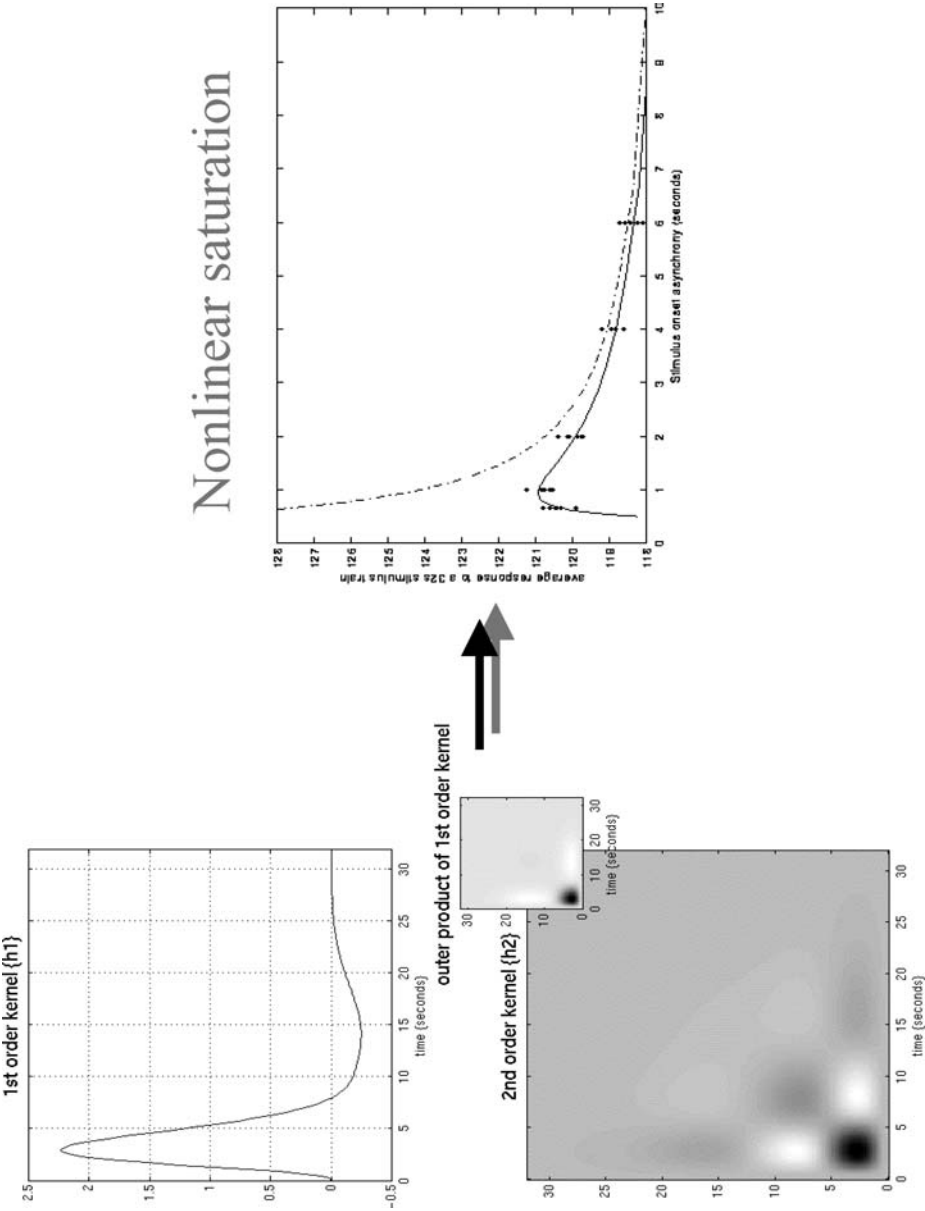 1st order kernel {h1}
2.5
2
1.5
1
0.5
0
-0.5
0 5 10 15 20 25 30
time {seconds}
outer product of 1st order kernel
30
20
10
0
0 10 20 30
time {seconds}
2nd order kernel {h2}
30
25
20
15
10
5
0
0 5 10 15 20 25 30
time {seconds}
Nonlinear saturation
average response to a 32s stimulus train
128
127
126
125
124
123
122
121
120
119
118
0 1 2 3 4 5 6 7 8 9 10
Stimulus onset asynchrony {seconds}